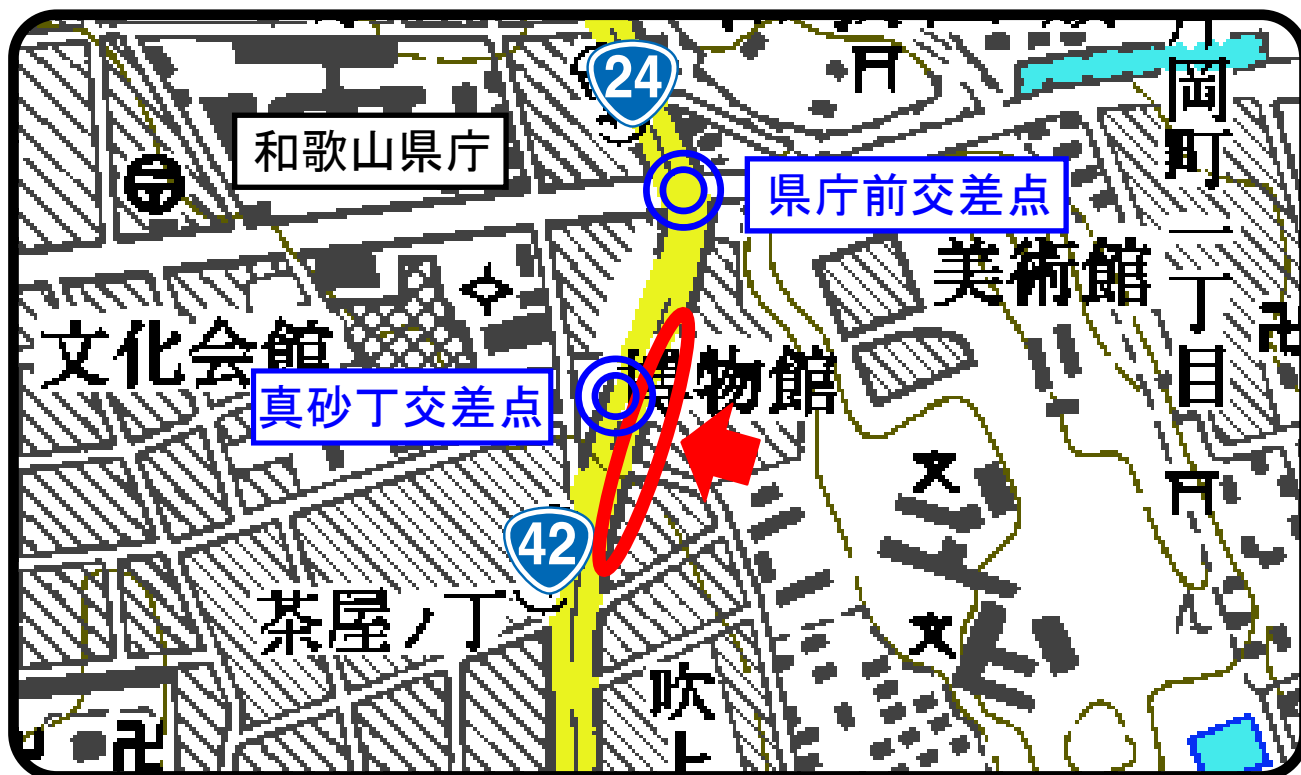 24
和歌山県庁
県庁前交差点
岡町
一丁目
美術館
文化会館
博物館
真砂丁交差点
42
茶屋ノ丁
吹上